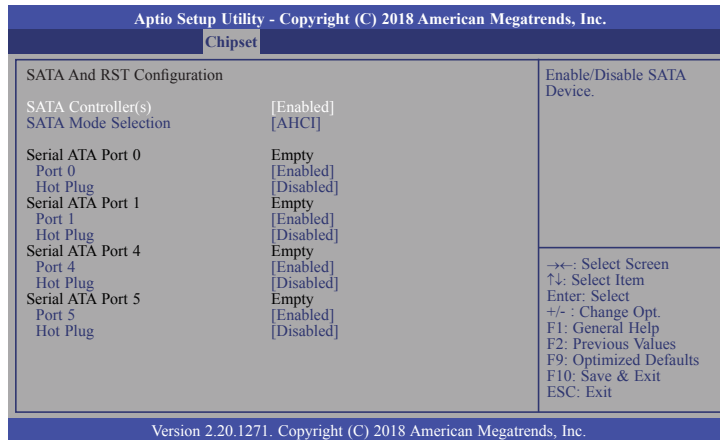 Aptio Setup Utility - Copyright (C) 2018 American Megatrends, Inc.
Chipset
SATA And RST Configuration
SATA Controller(s) [Enabled]
SATA Mode Selection [AHCI]
Serial ATA Port 0 Empty
Port 0 [Enabled]
Hot Plug [Disabled]
Serial ATA Port 1 Empty
Port 1 [Enabled]
Hot Plug [Disabled]
Serial ATA Port 4 Empty
Port 4 [Enabled]
Hot Plug [Disabled]
Serial ATA Port 5 Empty
Port 5 [Enabled]
Hot Plug [Disabled]
Enable/Disable SATA
Device.
→←: Select Screen
↑↓: Select Item
Enter: Select
+/- : Change Opt.
F1: General Help
F2: Previous Values
F9: Optimized Defaults
F10: Save & Exit
ESC: Exit
Version 2.20.1271. Copyright (C) 2018 American Megatrends, Inc.